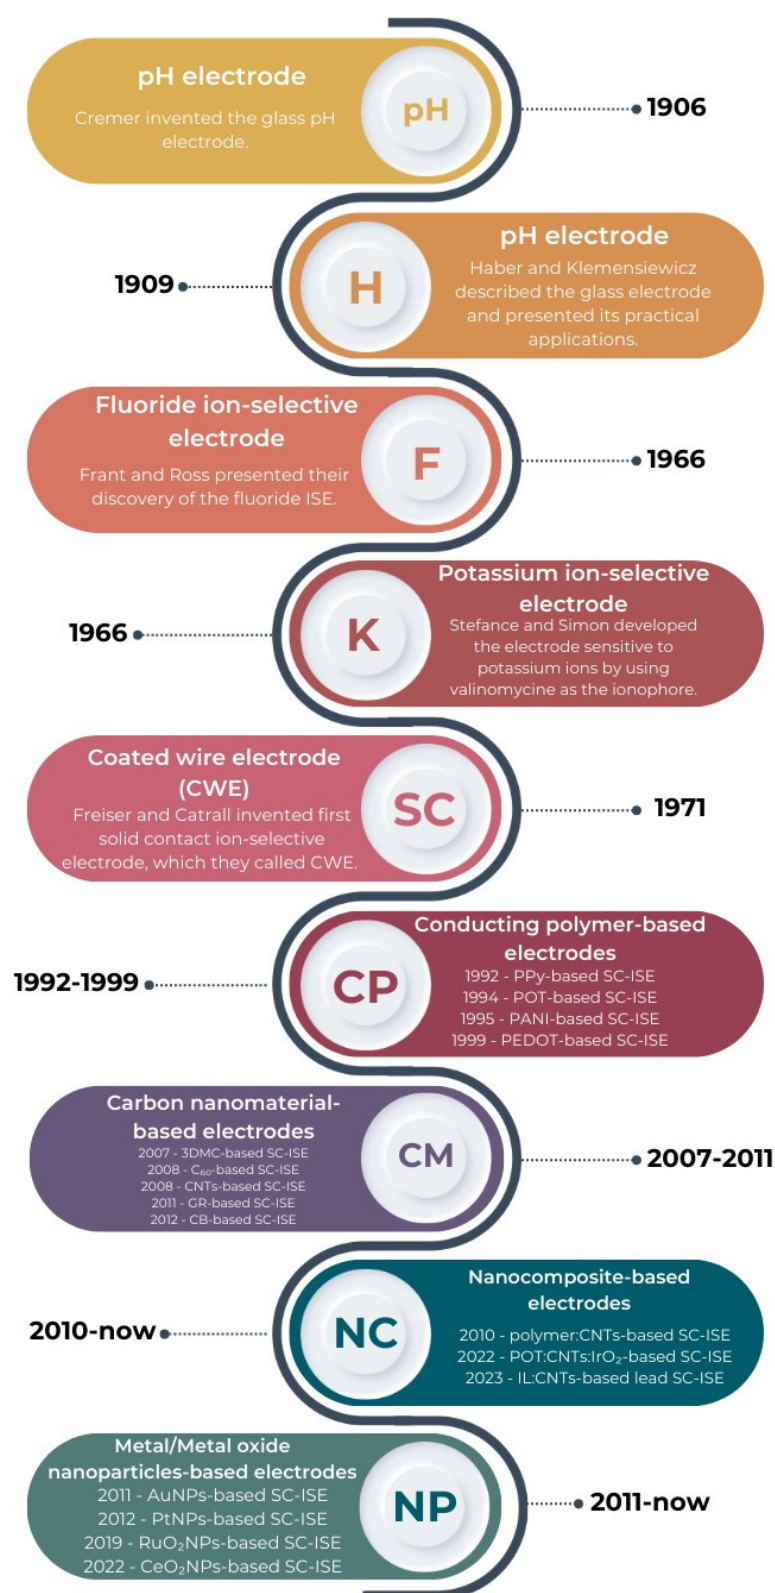 pH electrode
Cremer invented the glass pH
electrode.
pH
1906
1909
H
pH electrode
Haber and Klemensiewicz
described the glass electrode
and presented its practical
applications.
Fluoride ion-selective
electrode
Frant and Ross presented their
discovery of the fluoride ISE.
F
1966
1966
K
Potassium ion-selective
electrode
Stefance and Simon developed
the electrode sensitive to
potassium ions by using
valinomycine as the ionophore.
Coated wire electrode
(CWE)
Freiser and Catrall invented first
solid contact ion-selective
electrode, which they called CWE.
SC
1971
1992-1999
CP
Conducting polymer-based
electrodes
1992 - PPy-based SC-ISE
1994 - POT-based SC-ISE
1995 - PANI-based SC-ISE
1999 - PEDOT-based SC-ISE
Carbon nanomaterial-
based electrodes
2007 - 3DMC-based SC-ISE
2008 - C₆₀-based SC-ISE
2008 - CNTs-based SC-ISE
2011 - GR-based SC-ISE
2012 - CB-based SC-ISE
CM
2007-2011
2010-now
NC
Nanocomposite-based
electrodes
2010 - polymer:CNTs-based SC-ISE
2022 - POT:CNTs:IrO₂-based SC-ISE
2023 - IL:CNTs-based lead SC-ISE
Metal/Metal oxide
nanoparticles-based electrodes
2011 - AuNPs-based SC-ISE
2012 - PtNPs-based SC-ISE
2019 - RuO₂NPs-based SC-ISE
2022 - CeO₂NPs-based SC-ISE
NP
2011-now